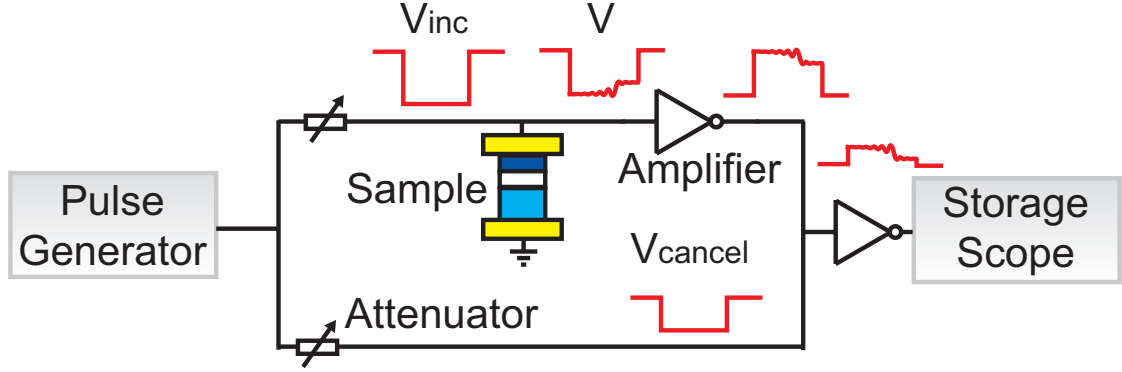 Vinc
V
Amplifier
Sample
Pulse
Generator
Storage
Scope
Vcancel
Attenuator